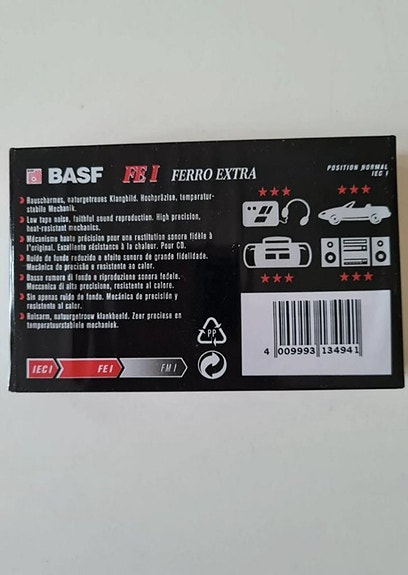 BASF FE I FERRO EXTRA
POSITION NORMAL
IEC I
Rauscharmes, naturgetreues Klangbild. Hochpräzise, temperatur-
stabile Mechanik.
Low tape noise, faithful sound reproduction. High precision,
heat-resistant mechanics.
Mécanisme haute précision pour une restitution sonore fidèle à
l'original. Excellente résistance à la chaleur. Pour CD.
Ruido de fondo reducido e efeito sonoro de grande fidelidade.
Mecânica de precisão e resistente ao calor.
Basso rumore di fondo e riproduzione sonora fedele.
Meccanica di alta precisione, resistente al calore.
Sin apenas ruido de fondo. Mecánica de precisión y
resistente al calor.
Ruisarm, natuurgetrouw klankbeeld. Zeer preciese en
temperatuurstabiele mechaniek.
PP
IEC I FE I FM I
4 009993 134941